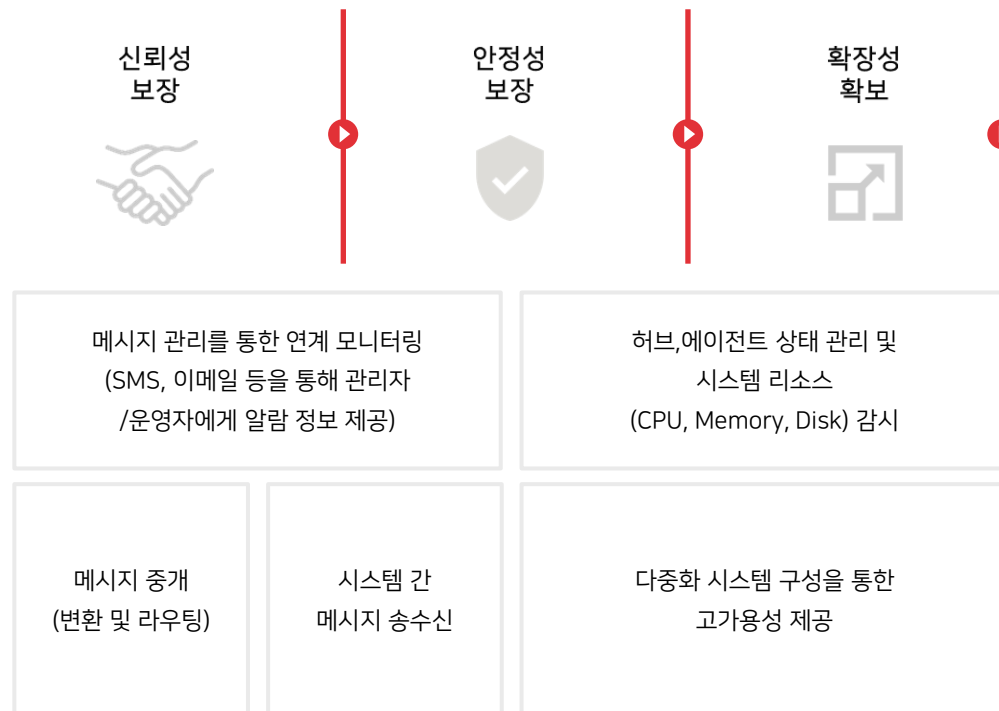 신뢰성
보장
안정성
보장
확장성
확보
메시지 관리를 통한 연계 모니터링
(SMS, 이메일 등을 통해 관리자
/운영자에게 알람 정보 제공)
허브,에이전트 상태 관리 및
시스템 리소스
(CPU, Memory, Disk) 감시
메시지 중개
(변환 및 라우팅)
시스템 간
메시지 송수신
다중화 시스템 구성을 통한
고가용성 제공